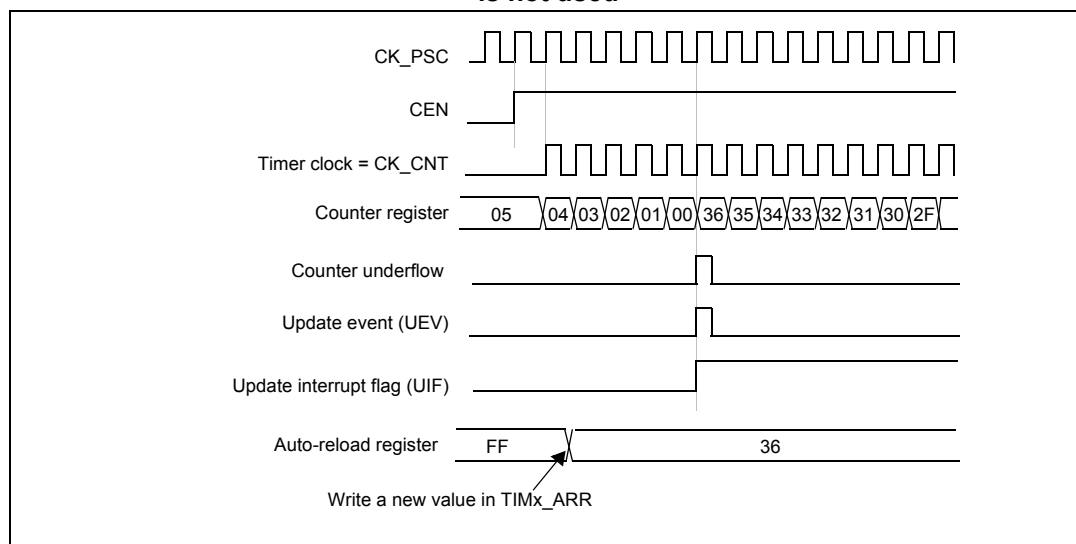 is not used
CK_PSC
CEN
Timer clock = CK_CNT
Counter register 05 04 03 02 01 00 36 35 34 33 32 31 30 2F
Counter underflow
Update event (UEV)
Update interrupt flag (UIF)
Auto-reload register FF 36
Write a new value in TIMx_ARR